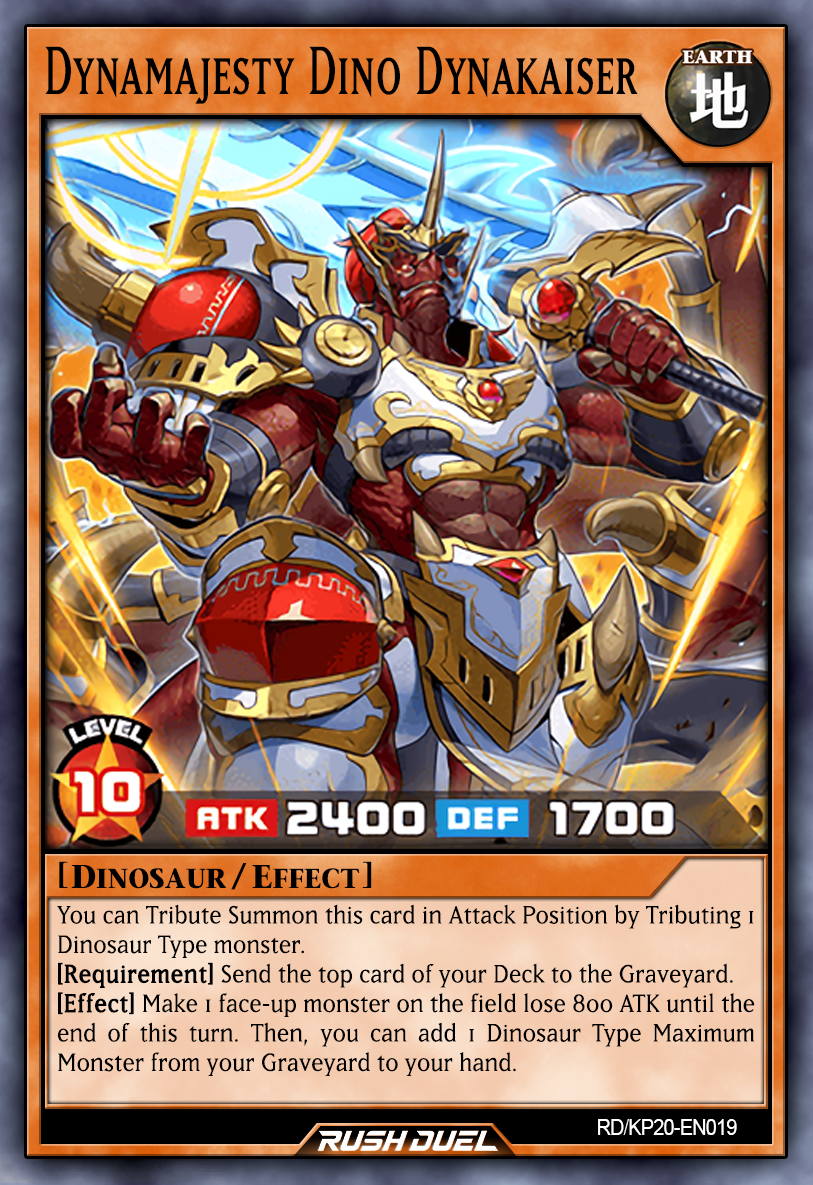 Dynamajesty Dino Dynakaiser
EARTH
地
LEVEL
10
ATK 2400 DEF 1700
[Dinosaur / Effect]
You can Tribute Summon this card in Attack Position by Tributing 1
Dinosaur Type monster.
[Requirement] Send the top card of your Deck to the Graveyard.
[Effect] Make 1 face-up monster on the field lose 800 ATK until the
end of this turn. Then, you can add 1 Dinosaur Type Maximum
Monster from your Graveyard to your hand.
RD/KP20-EN019
RUSH DUEL